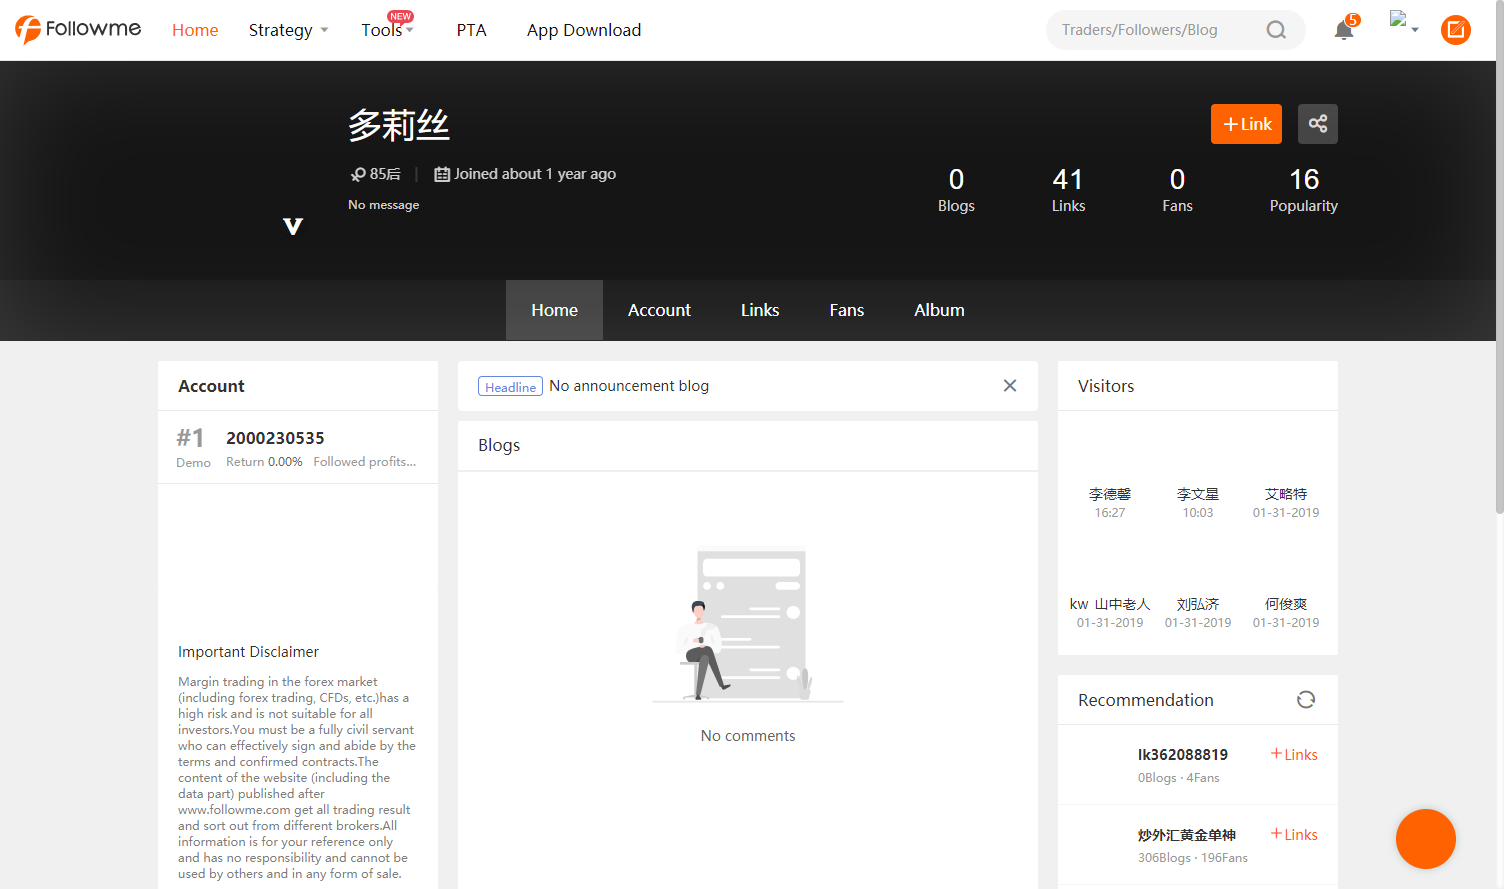 Followme
Home
Strategy
Tools
NEW
PTA
App Download
Traders/Followers/Blog
5
多莉丝
85后
Joined about 1 year ago
No message
V
+Link
0
Blogs
41
Links
0
Fans
16
Popularity
Home
Account
Links
Fans
Album
Account
#1
Demo
2000230535
Return 0.00% Followed profits...
Important Disclaimer
Margin trading in the forex market
(including forex trading, CFDs, etc.)has a
high risk and is not suitable for all
investors.You must be a fully civil servant
who can effectively sign and abide by the
terms and confirmed contracts.The
content of the website (including the
data part) published after
www.followme.com get all trading result
and sort out from different brokers.All
information is for your reference only
and has no responsibility and cannot be
used by others and in any form of sale.
Headline No announcement blog
Blogs
No comments
Visitors
李德馨
16:27
李文星
10:03
艾略特
01-31-2019
kw 山中老人
01-31-2019
刘弘济
01-31-2019
何俊爽
01-31-2019
Recommendation
lk362088819
+Links
0Blogs · 4Fans
炒外汇黄金单神
+Links
306Blogs · 196Fans